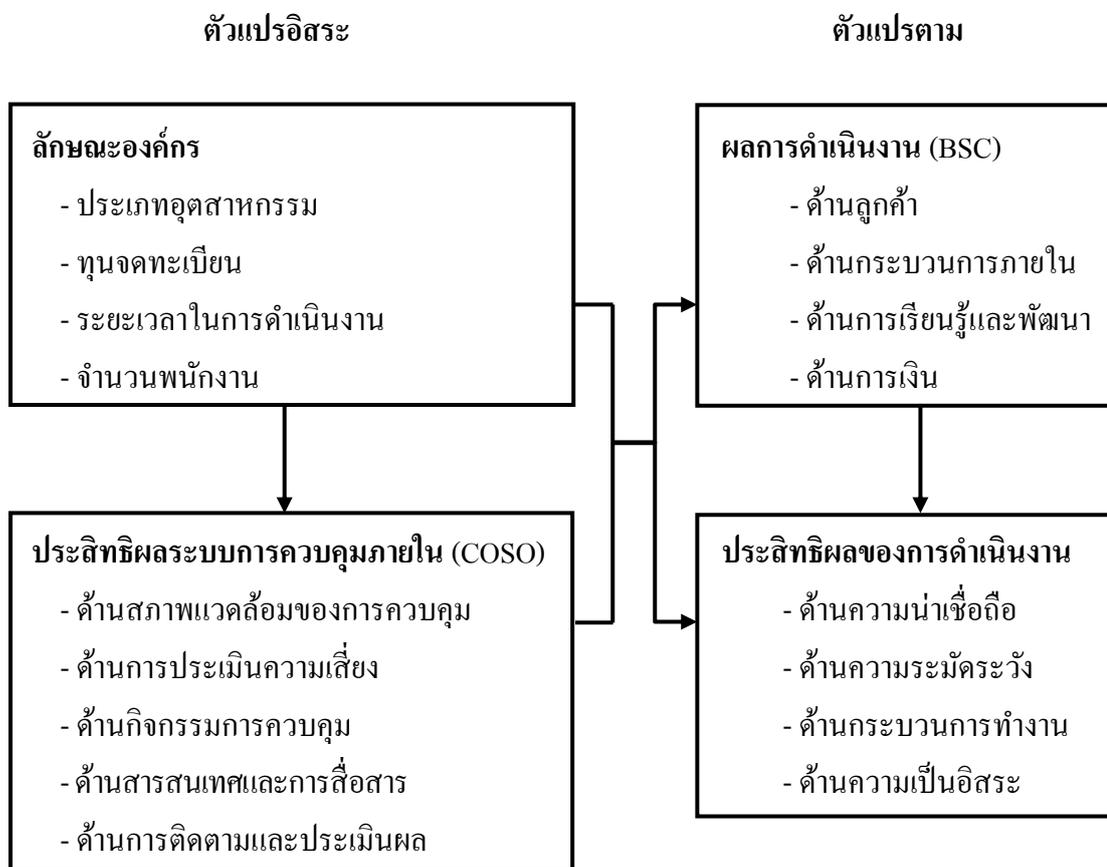 ตัวแปรอิสระ
ตัวแปรตาม
ลักษณะองค์กร
- ประเภทอุตสาหกรรม
- ทุนจดทะเบียน
- ระยะเวลาในการดำเนินงาน
- จำนวนพนักงาน
ผลการดำเนินงาน (BSC)
- ด้านลูกค้า
- ด้านกระบวนการภายใน
- ด้านการเรียนรู้และพัฒนา
- ด้านการเงิน
ประสิทธิผลระบบการควบคุมภายใน (COSO)
- ด้านสภาพแวดล้อมของการควบคุม
- ด้านการประเมินความเสี่ยง
- ด้านกิจกรรมการควบคุม
- ด้านสารสนเทศและการสื่อสาร
- ด้านการติดตามและประเมินผล
ประสิทธิผลของการดำเนินงาน
- ด้านความน่าเชื่อถือ
- ด้านความระมัดระวัง
- ด้านกระบวนการทำงาน
- ด้านความเป็นอิสระ